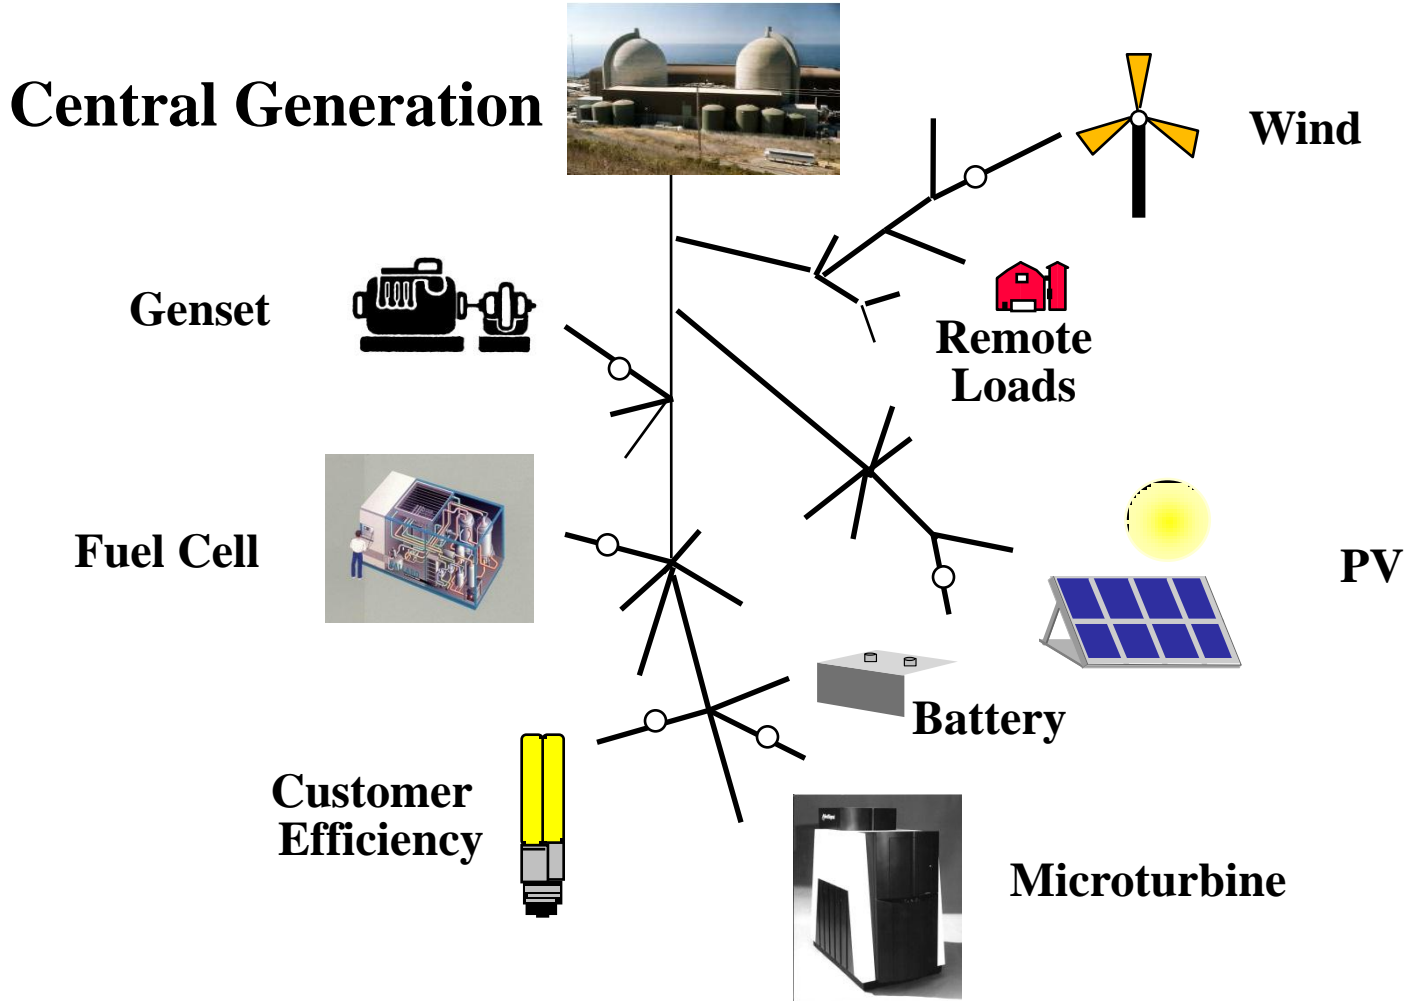 Central Generation
Wind
Genset
Remote
Loads
Fuel Cell
PV
Battery
Customer
Efficiency
Microturbine